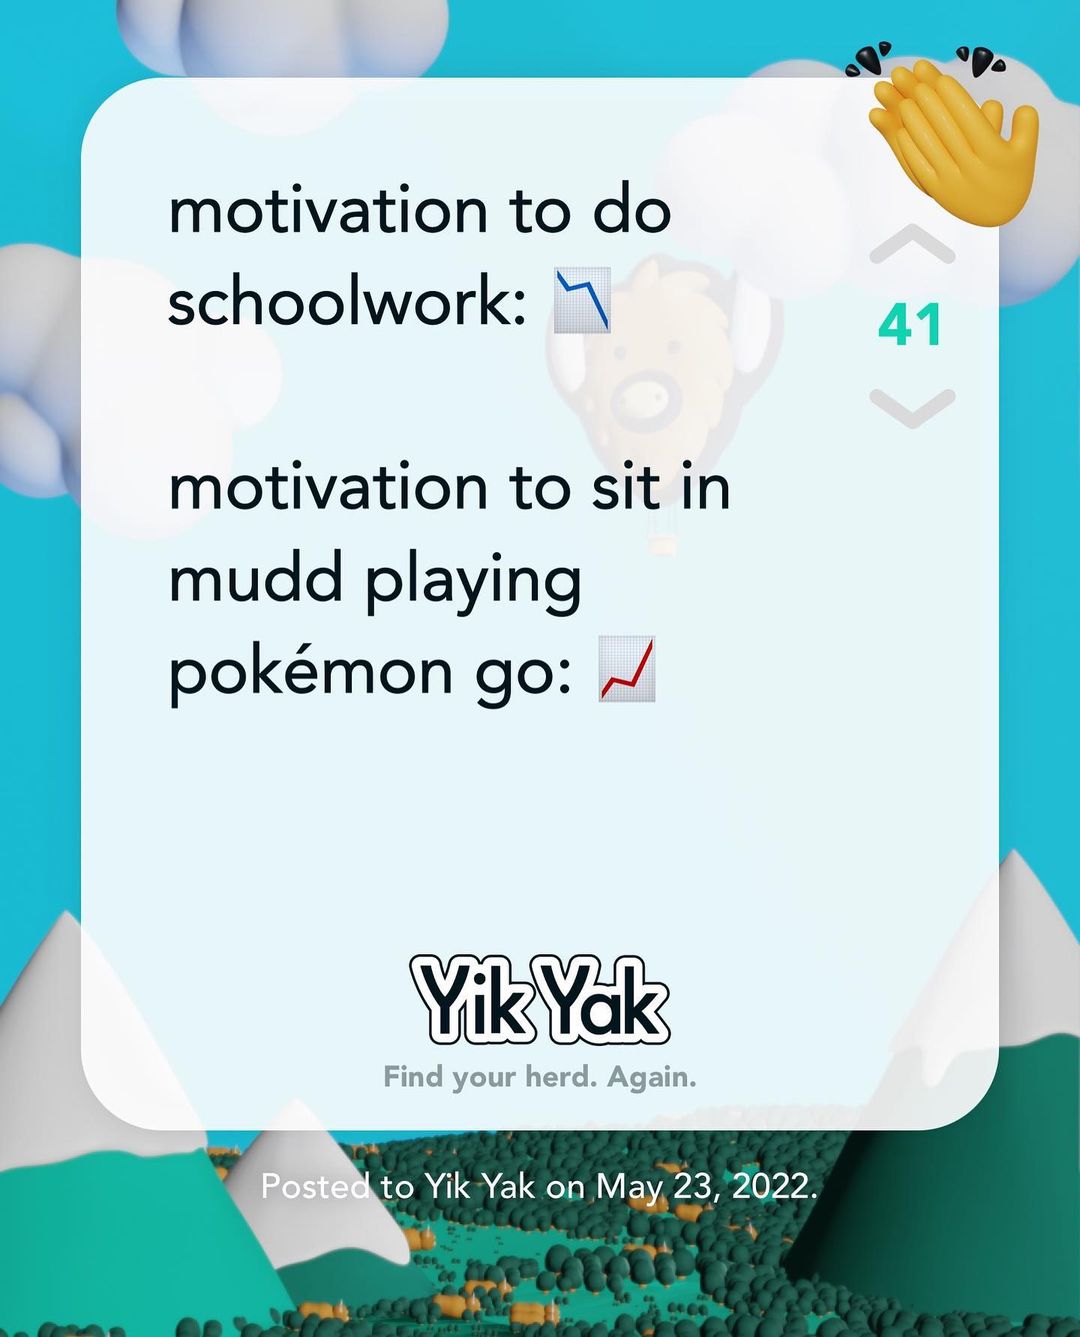 motivation to do
schoolwork: 📉
41
motivation to sit in
mudd playing
pokémon go: 📈
Yik Yak
Find your herd. Again.
Posted to Yik Yak on May 23, 2022.